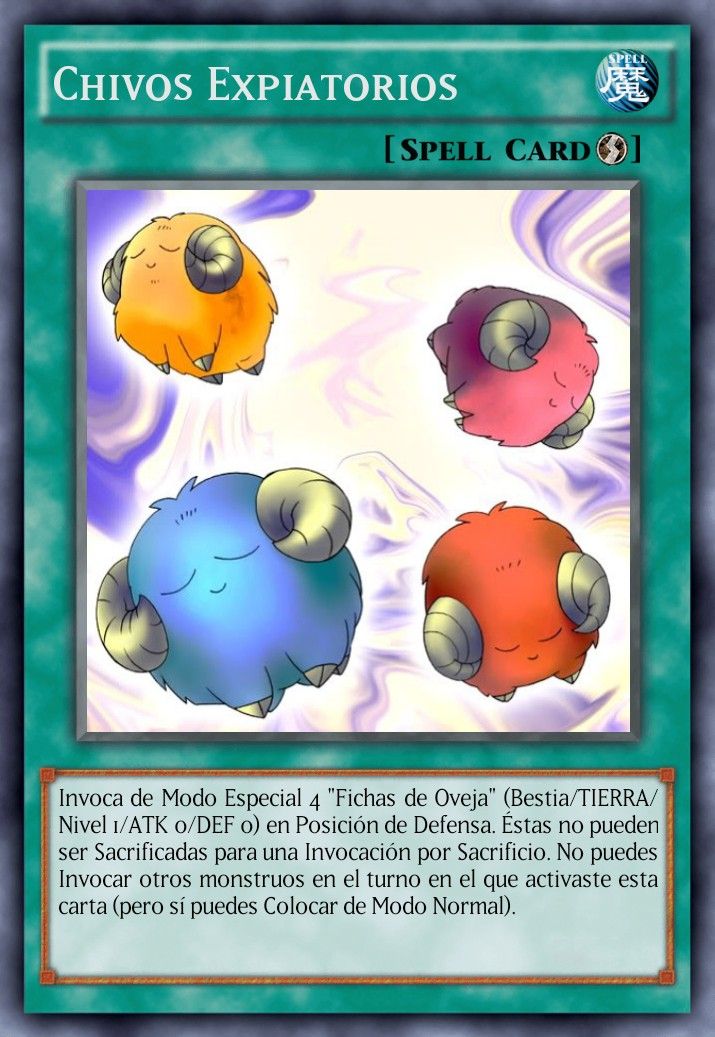 CHIVOS EXPIATORIOS
SPELL
魔
[SPELL CARD]
Invoca de Modo Especial 4 "Fichas de Oveja" (Bestia/TIERRA/
Nivel 1/ATK 0/DEF 0) en Posición de Defensa. Éstas no pueden
ser Sacrificadas para una Invocación por Sacrificio. No puedes
Invocar otros monstruos en el turno en el que activaste esta
carta (pero sí puedes Colocar de Modo Normal).